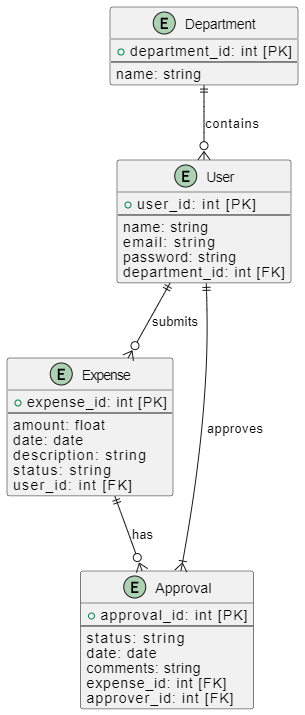 E Department
department_id: int [PK]
name: string
contains
E User
user_id: int [PK]
name: string
email: string
password: string
department_id: int [FK]
submits
E Expense
expense_id: int [PK]
amount: float
date: date
description: string
status: string
user_id: int [FK]
approves
has
E Approval
approval_id: int [PK]
status: string
date: date
comments: string
expense_id: int [FK]
approver_id: int [FK]